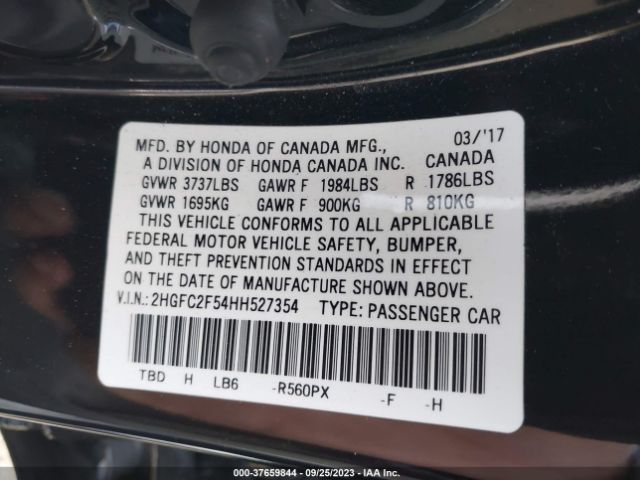 MFD. BY HONDA OF CANADA MFG., 03/'17
A DIVISION OF HONDA CANADA INC. CANADA
GVWR 3737LBS GAWR F 1984LBS R 1786LBS
GVWR 1695KG GAWR F 900KG R 810KG
THIS VEHICLE CONFORMS TO ALL APPLICABLE
FEDERAL MOTOR VEHICLE SAFETY, BUMPER,
AND THEFT PREVENTION STANDARDS IN EFFECT
ON THE DATE OF MANUFACTURE SHOWN ABOVE.
V.I.N.: 2HGFC2F54HH527354 TYPE: PASSENGER CAR
TBD H LB6 -R560PX -F -H
000-37659844 | 09/25/2023 | IAA Inc.